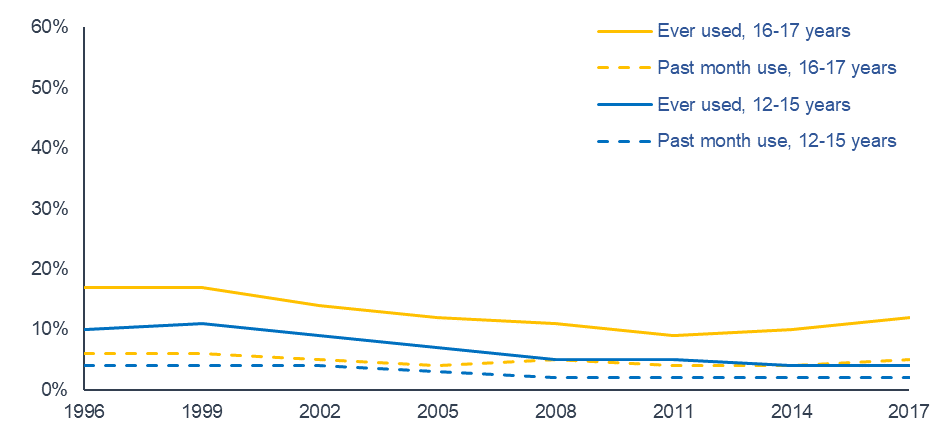 60%
50%
40%
30%
20%
10%
0%
Ever used, 16-17 years
Past month use, 16-17 years
Ever used, 12-15 years
Past month use, 12-15 years
1996 1999 2002 2005 2008 2011 2014 2017